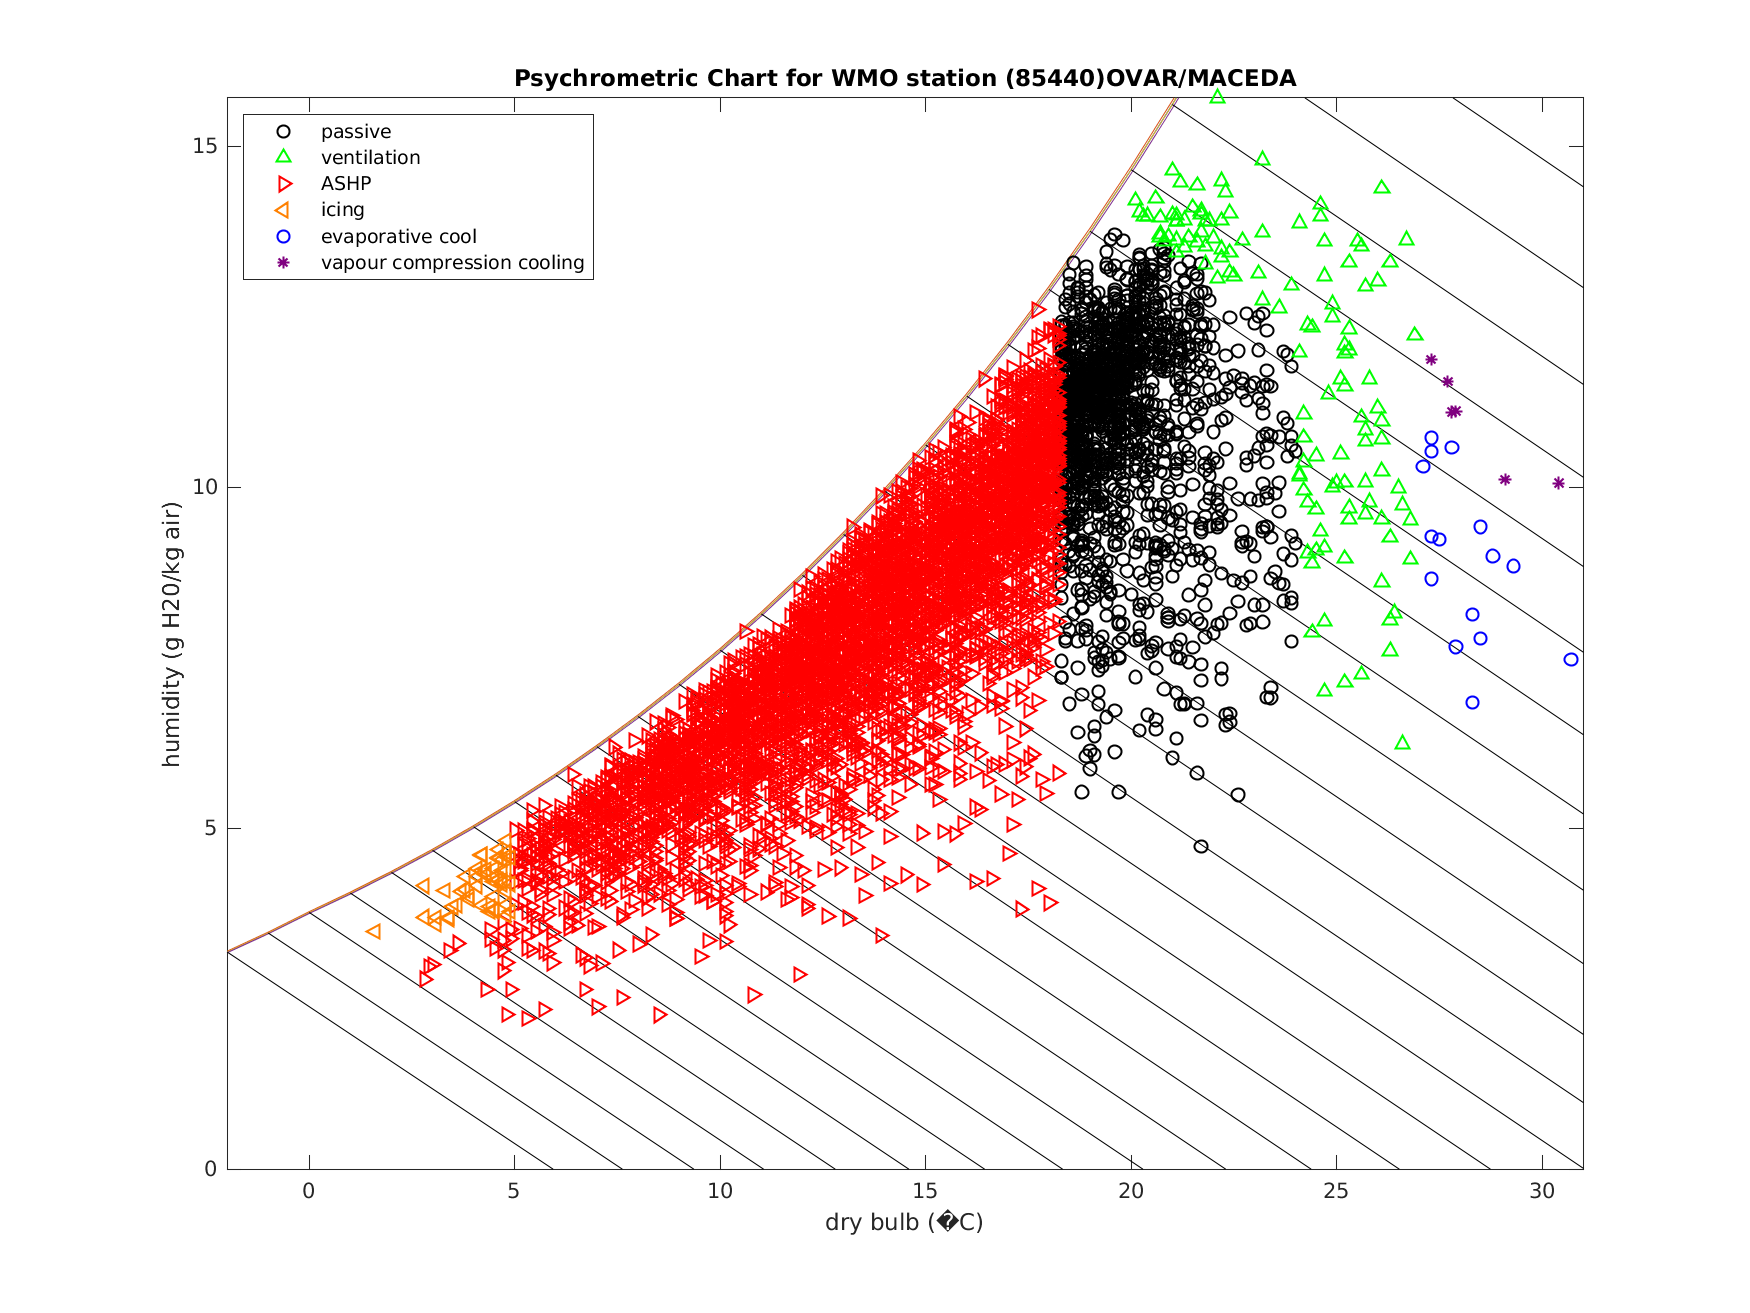 Psychrometric Chart for WMO station (85440)OVAR/MACEDA
passive
ventilation
ASHP
icing
evaporative cool
vapour compression cooling
humidity (g H20/kg air)
15
10
5
0
0 5 10 15 20 25 30
dry bulb (�C)